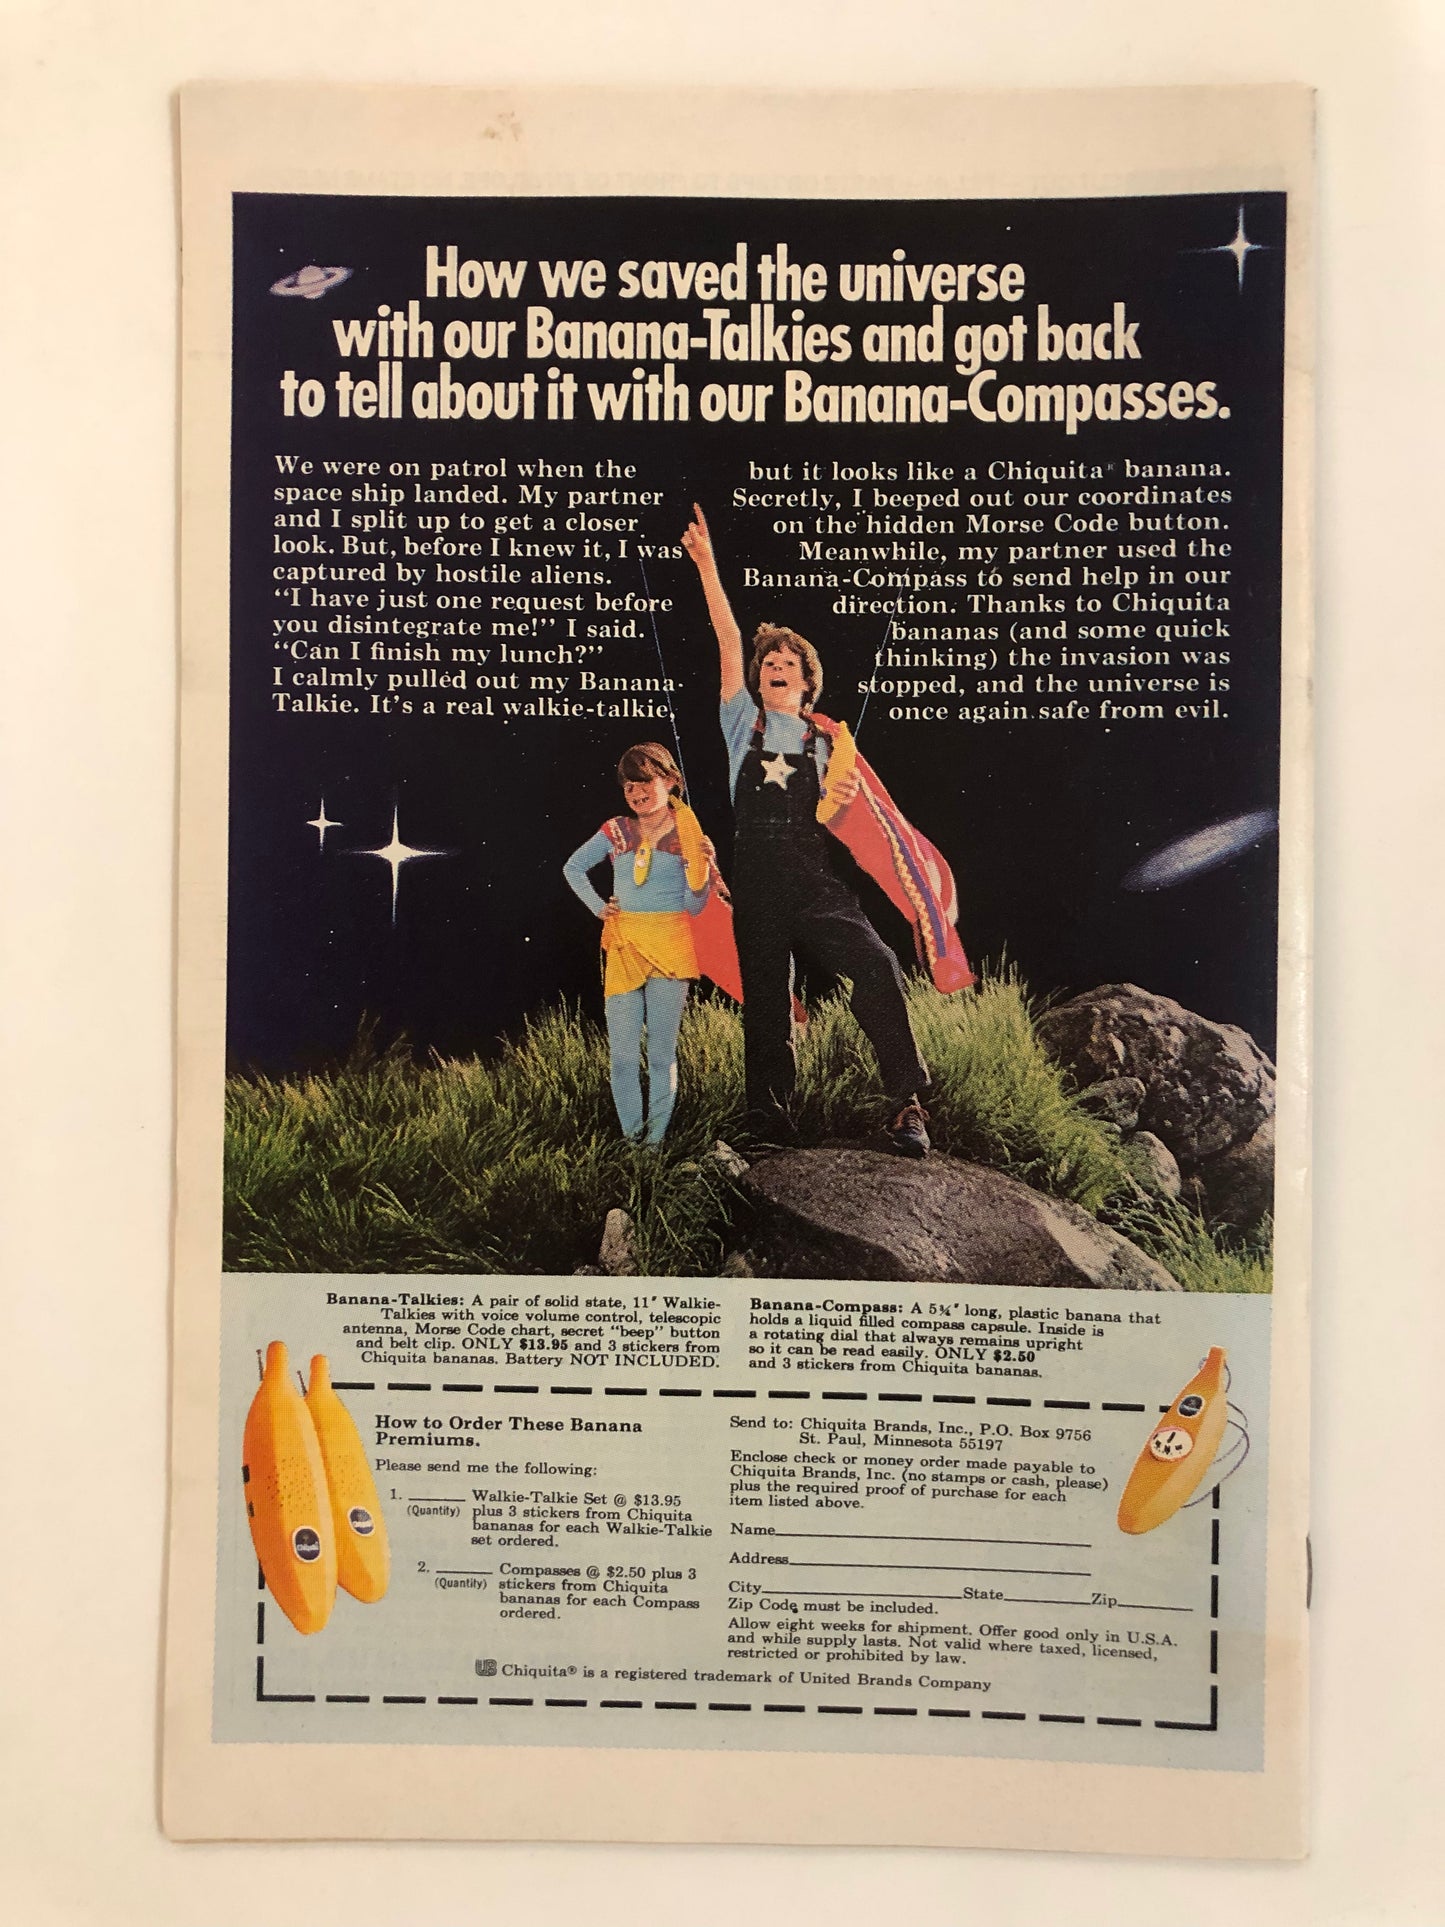 How we saved the universe
with our Banana-Talkies and got back
to tell about it with our Banana-Compasses.
We were on patrol when the
space ship landed. My partner
and I split up to get a closer
look. But, before I knew it, I was
captured by hostile aliens.
“I have just one request before
you disintegrate me!” I said.
“Can I finish my lunch?”
I calmly pulled out my Banana-
Talkie. It’s a real walkie-talkie,
but it looks like a Chiquita® banana.
Secretly, I beeped out our coordinates
on the hidden Morse Code button.
Meanwhile, my partner used the
Banana-Compass to send help in our
direction. Thanks to Chiquita
bananas (and some quick
thinking) the invasion was
stopped, and the universe is
once again safe from evil.
Banana-Talkies: A pair of solid state, 11" Walkie-
Talkies with voice volume control, telescopic
antenna, Morse Code chart, secret “beep” button
and belt clip. ONLY $13.95 and 3 stickers from
Chiquita bananas. Battery NOT INCLUDED.
Banana-Compass: A 5¾" long, plastic banana that
holds a liquid filled compass capsule. Inside is
a rotating dial that always remains upright
so it can be read easily. ONLY $2.50
and 3 stickers from Chiquita bananas.
How to Order These Banana
Premiums.
Please send me the following:
1. ______ Walkie-Talkie Set @ $13.95
(Quantity) plus 3 stickers from Chiquita
bananas for each Walkie-Talkie
set ordered.
2. ______ Compasses @ $2.50 plus 3
(Quantity) stickers from Chiquita
bananas for each Compass
ordered.
Send to: Chiquita Brands, Inc., P.O. Box 9756
St. Paul, Minnesota 55197
Enclose check or money order made payable to
Chiquita Brands, Inc. (no stamps or cash, please)
plus the required proof of purchase for each
item listed above.
Name
Address
City State Zip
Zip Code must be included.
Allow eight weeks for shipment. Offer good only in U.S.A.
and while supply lasts. Not valid where taxed, licensed,
restricted or prohibited by law.
UB Chiquita® is a registered trademark of United Brands Company
Chiquita
Chiquita